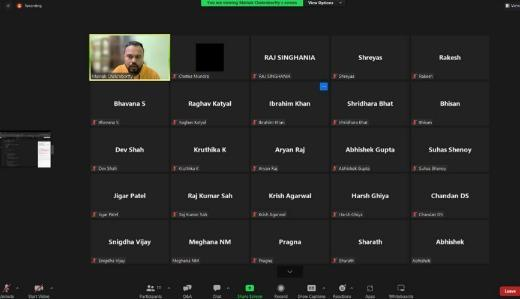 Recording
You are viewing Mainak Chakraborty's screen
View Options
View
Mainak Chakraborty
RAJ SINGHANIA
RAJ SINGHANIA
Shreyas
Shreyas
Rakesh
Rakesh
Bhavana S
Bhavana S
Raghav Katyal
Raghav Katyal
Ibrahim Khan
Ibrahim Khan
Shridhara Bhat
Shridhara Bhat
Bhisan
Bhisan
Dev Shah
Dev Shah
Kruthika K
Kruthika K
Aryan Raj
Aryan Raj
Abhishek Gupta
Abhishek Gupta
Suhas Shenoy
Suhas Shenoy
Jigar Patel
Jigar Patel
Raj Kumar Sah
Raj Kumar Sah
Krish Agarwal
Krish Agarwal
Harsh Ghiya
Harsh Ghiya
Chandan DS
Chandan DS
Snigdha Vijay
Snigdha Vijay
Meghana NM
Meghana NM
Pragna
Pragna
Sharath
Sharath
Abhishek
Abhishek
Start Video
Participants
Q&A
Chat
Share Screen
Record
Show Captions
Reactions
Apps
Whiteboards
Leave